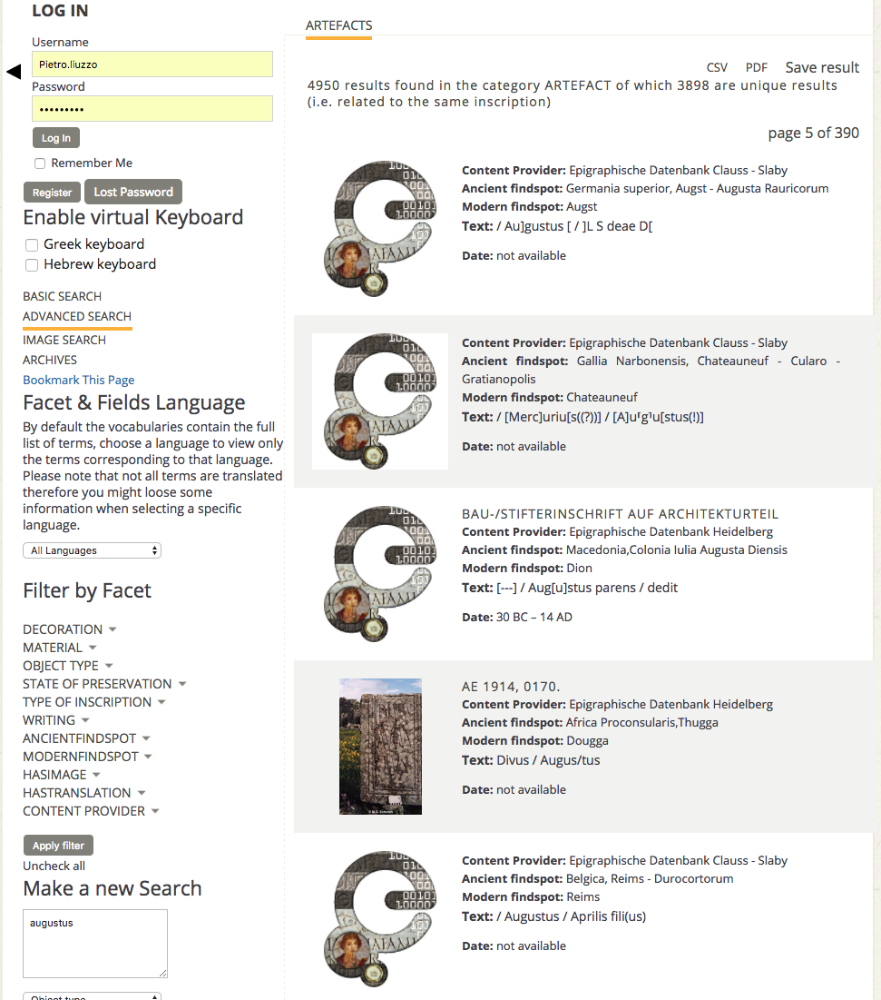 LOG IN
Username
Pietro.liuzzo
Password
•••••••••
Log In
Remember Me
Register
Lost Password
Enable virtual Keyboard
Greek keyboard
Hebrew keyboard
BASIC SEARCH
ADVANCED SEARCH
IMAGE SEARCH
ARCHIVES
Bookmark This Page
Facet & Fields Language
By default the vocabularies contain the full
list of terms, choose a language to view only
the terms corresponding to that language.
Please note that not all terms are translated
therefore you might loose some
information when selecting a specific
language.
All Languages
Filter by Facet
DECORATION
MATERIAL
OBJECT TYPE
STATE OF PRESERVATION
TYPE OF INSCRIPTION
WRITING
ANCIENTFINDSPOT
MODERNFINDSPOT
HASIMAGE
HASTRANSLATION
CONTENT PROVIDER
Apply filter
Uncheck all
Make a new Search
augustus
Object type
ARTEFACTS
CSV PDF Save result
4950 results found in the category ARTEFACT of which 3898 are unique results
(i.e. related to the same inscription)
page 5 of 390
Content Provider: Epigraphische Datenbank Clauss - Slaby
Ancient findspot: Germania superior, Augst - Augusta Rauricorum
Modern findspot: Augst
Text: / Au]gustus [ / ]L S deae D[
Date: not available
Content Provider: Epigraphische Datenbank Clauss - Slaby
Ancient findspot: Gallia Narbonensis, Chateauneuf - Cularo -
Gratianopolis
Modern findspot: Chateauneuf
Text: / [Merc]uriu[s((?))] / [A]u⸢g⸣u[stus(!)]
Date: not available
BAU-/STIFTERINSCHRIFT AUF ARCHITEKTURTEIL
Content Provider: Epigraphische Datenbank Heidelberg
Ancient findspot: Macedonia,Colonia Iulia Augusta Diensis
Modern findspot: Dion
Text: [---] / Aug[u]stus parens / dedit
Date: 30 BC – 14 AD
AE 1914, 0170.
Content Provider: Epigraphische Datenbank Heidelberg
Ancient findspot: Africa Proconsularis,Thugga
Modern findspot: Dougga
Text: Divus / Augus/tus
Date: not available
Content Provider: Epigraphische Datenbank Clauss - Slaby
Ancient findspot: Belgica, Reims - Durocortorum
Modern findspot: Reims
Text: / Augustus / Aprilis fili(us)
Date: not available